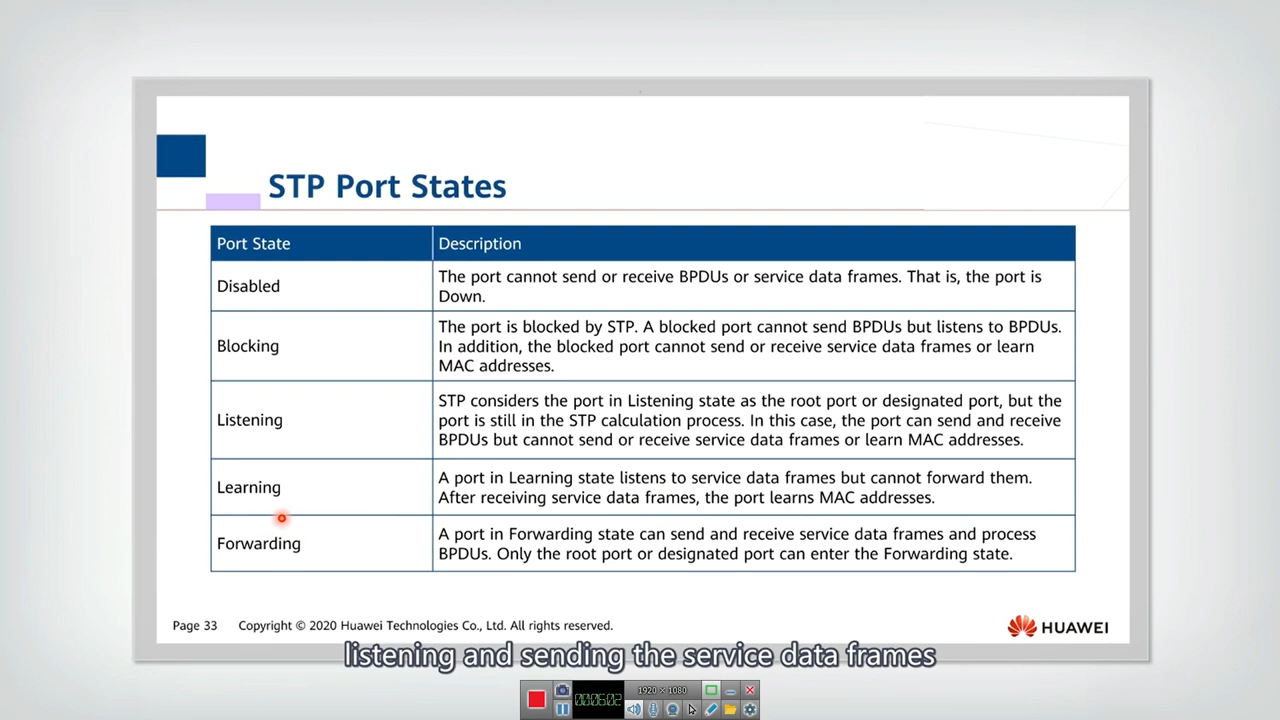 STP Port States
Port State
Description
Disabled
The port cannot send or receive BPDUs or service data frames. That is, the port is
Down.
Blocking
The port is blocked by STP. A blocked port cannot send BPDUs but listens to BPDUs.
In addition, the blocked port cannot send or receive service data frames or learn
MAC addresses.
Listening
STP considers the port in Listening state as the root port or designated port, but the
port is still in the STP calculation process. In this case, the port can send and receive
BPDUs but cannot send or receive service data frames or learn MAC addresses.
Learning
A port in Learning state listens to service data frames but cannot forward them.
After receiving service data frames, the port learns MAC addresses.
Forwarding
A port in Forwarding state can send and receive service data frames and process
BPDUs. Only the root port or designated port can enter the Forwarding state.
Page 33 Copyright © 2020 Huawei Technologies Co., Ltd. All rights reserved.
HUAWEI
listening and sending the service data frames
1920 x 1080
00:06:02